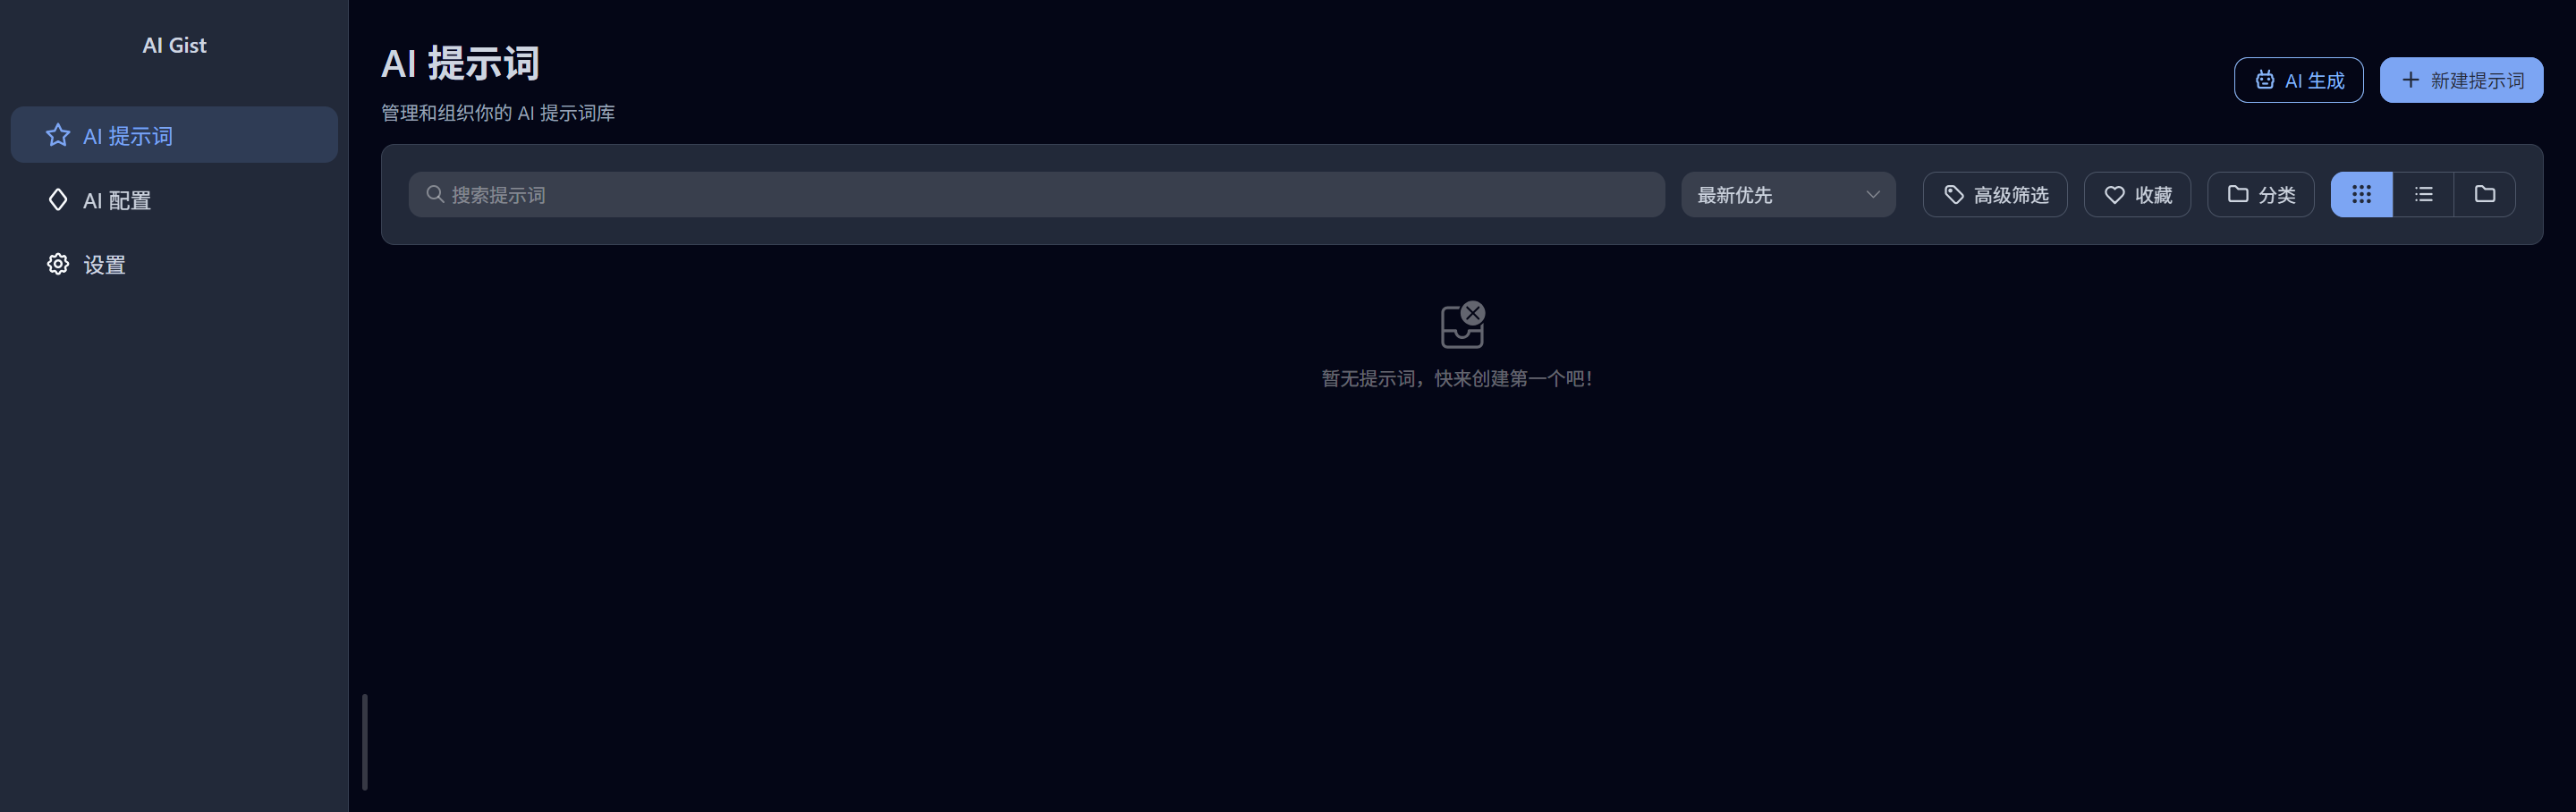 AI Gist
AI 提示词
AI 配置
设置
AI 提示词
管理和组织你的 AI 提示词库
AI 生成
新建提示词
搜索提示词
最新优先
高级筛选
收藏
分类
暂无提示词，快来创建第一个吧！